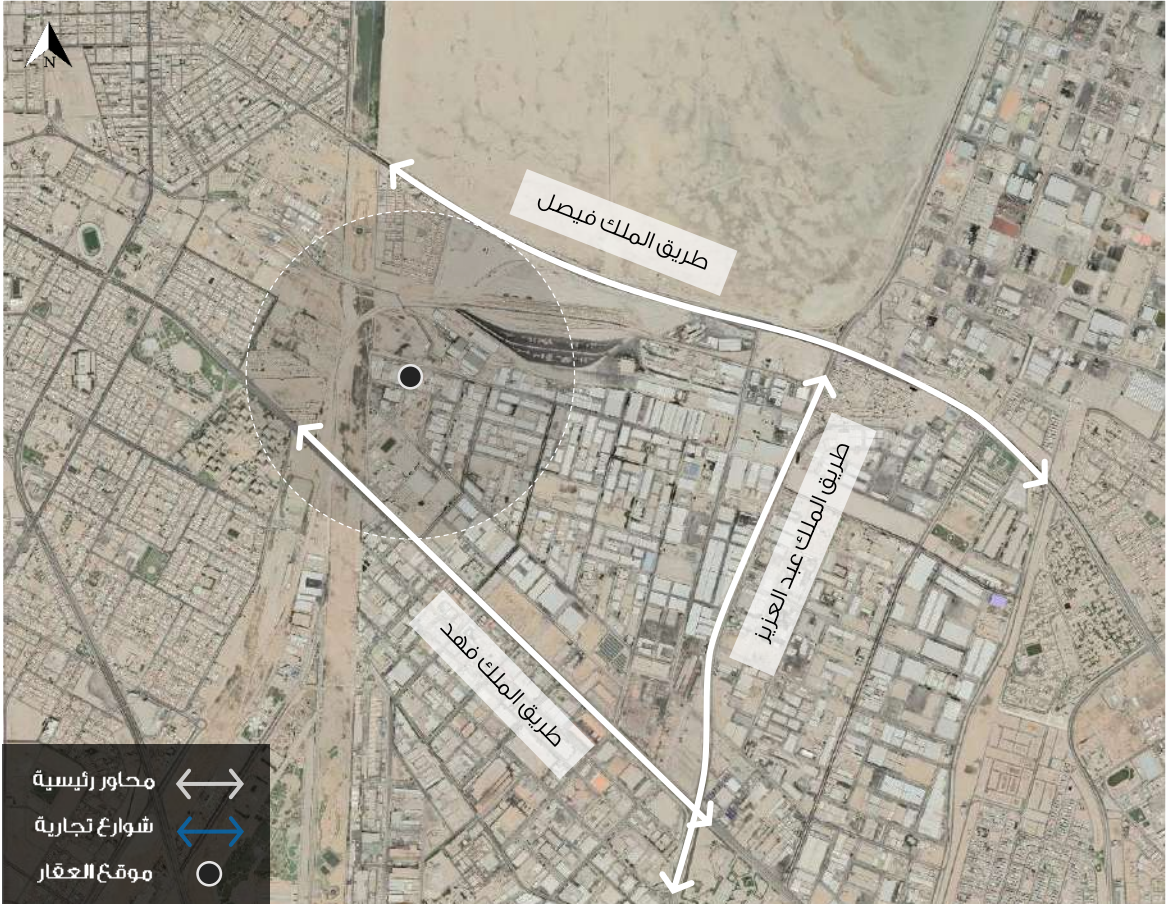 N
طريق الملك فيصل
طريق الملك عبد العزيز
طريق الملك فهد
محاور رئيسية
شوارع تجارية
موقع العقار